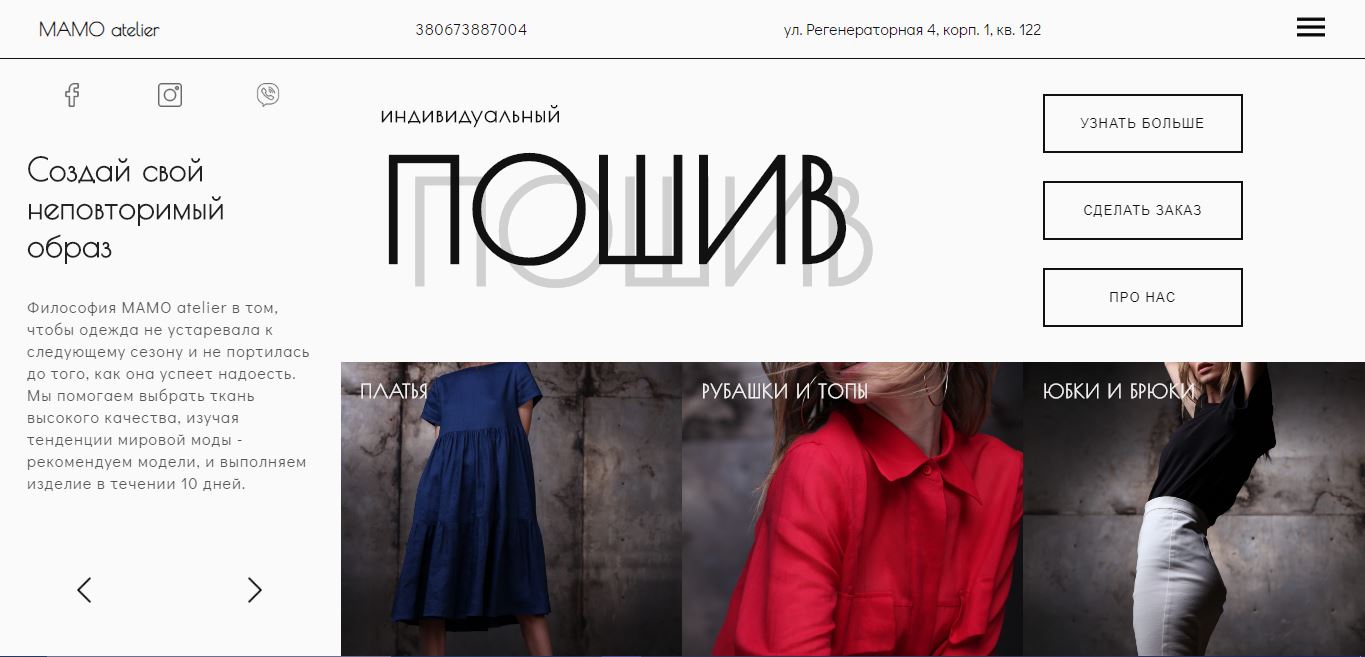 MAMO atelier
380673887004
ул. Регенераторная 4, корп. 1, кв. 122
Создай свой
неповторимый
образ
Философия MAMO atelier в том,
чтобы одежда не устаревала к
следующему сезону и не портилась
до того, как она успеет надоесть.
Мы помогаем выбрать ткань
высокого качества, изучая
тенденции мировой моды -
рекомендуем модели, и выполняем
изделие в течении 10 дней.
индивидуальный
ПОШИВ
УЗНАТЬ БОЛЬШЕ
СДЕЛАТЬ ЗАКАЗ
ПРО НАС
ПЛАТЬЯ
РУБАШКИ И ТОПЫ
ЮБКИ И БРЮКИ